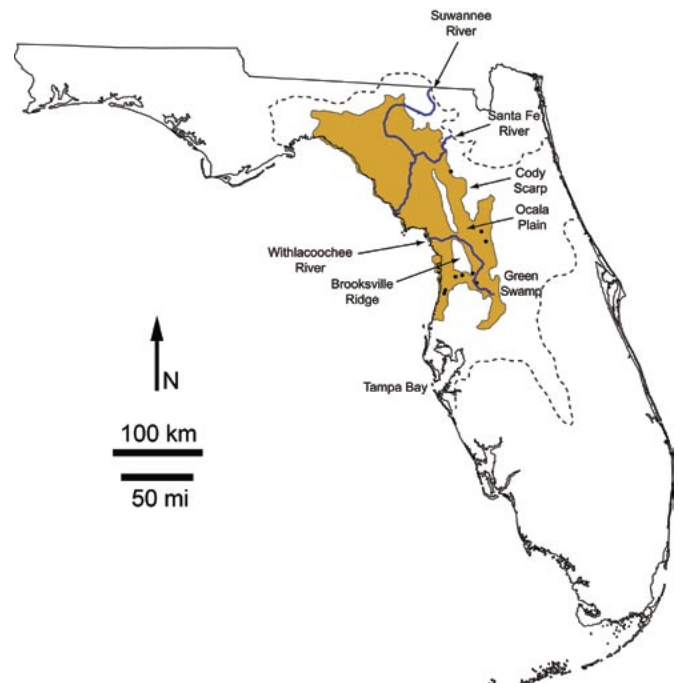 Suwannee
River
Santa Fe
River
Cody
Scarp
Ocala
Plain
Withlacoochee
River
Brooksville
Ridge
Green
Swamp
Tampa Bay
N
100 km
50 mi